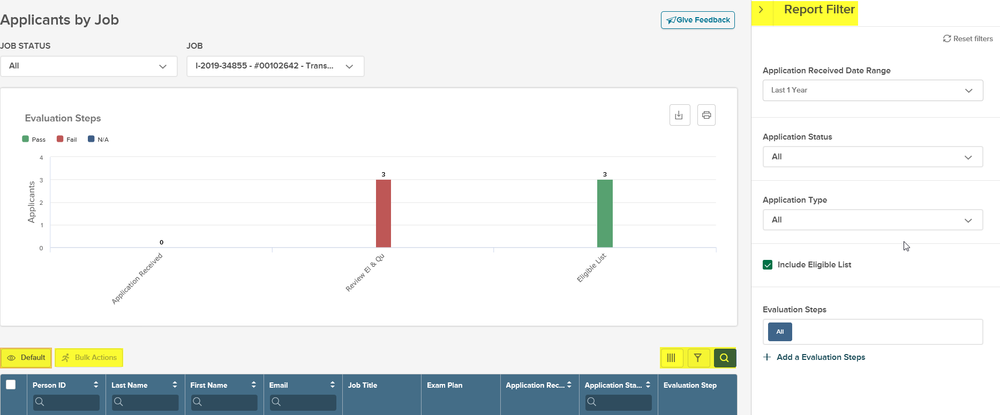 Applicants by Job
Give Feedback
JOB STATUS
JOB
All
I-2019-34855 - #00102642 - Trans...
Evaluation Steps
Pass
Fail
N/A
Applicants
4
3
2
1
0
0
3
3
Application Received
Review El & Qu
Eligible List
Default
Bulk Actions
Person ID
Last Name
First Name
Email
Job Title
Exam Plan
Application Rec...
Application Sta...
Evaluation Step
Report Filter
Reset filters
Application Received Date Range
Last 1 Year
Application Status
All
Application Type
All
Include Eligible List
Evaluation Steps
All
Add a Evaluation Steps